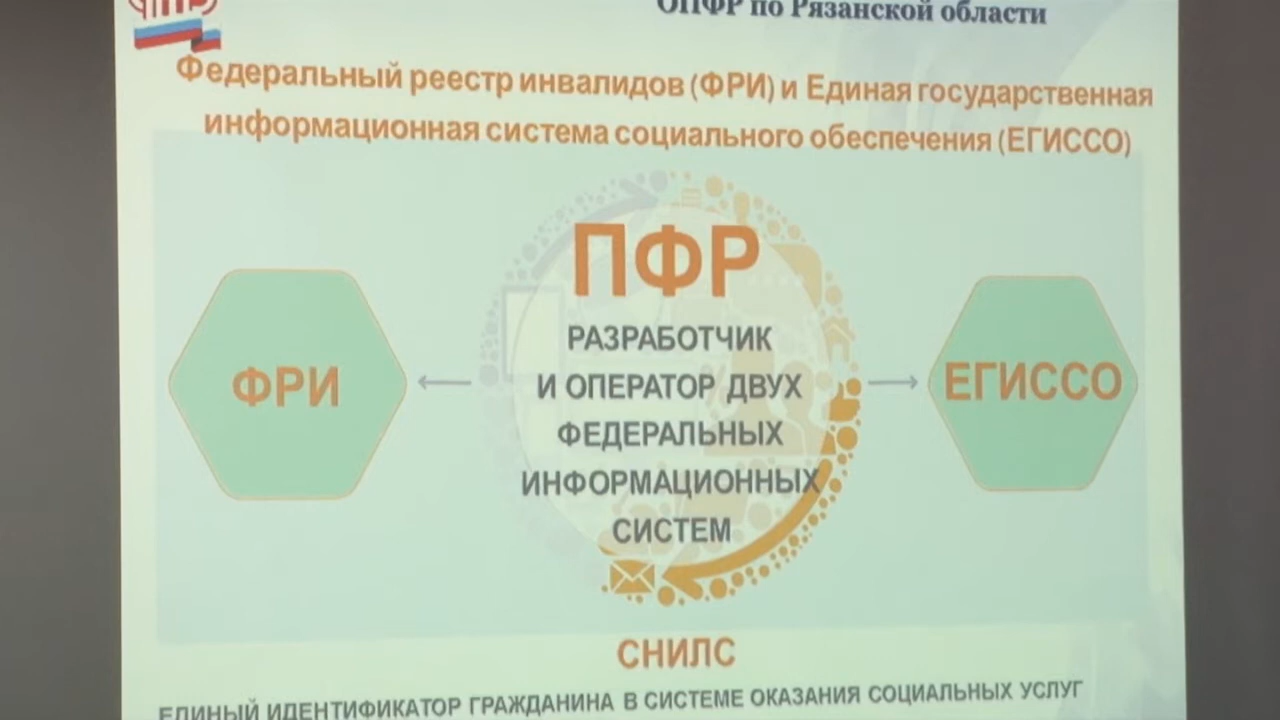 ОПФР по Рязанской области
Федеральный реестр инвалидов (ФРИ) и Единая государственная
информационная система социального обеспечения (ЕГИССО)
ПФР
РАЗРАБОТЧИК
И ОПЕРАТОР ДВУХ
ФЕДЕРАЛЬНЫХ
ИНФОРМАЦИОННЫХ
СИСТЕМ
ФРИ
ЕГИССО
СНИЛС
ЕДИНЫЙ ИДЕНТИФИКАТОР ГРАЖДАНИНА В СИСТЕМЕ ОКАЗАНИЯ СОЦИАЛЬНЫХ УСЛУГ